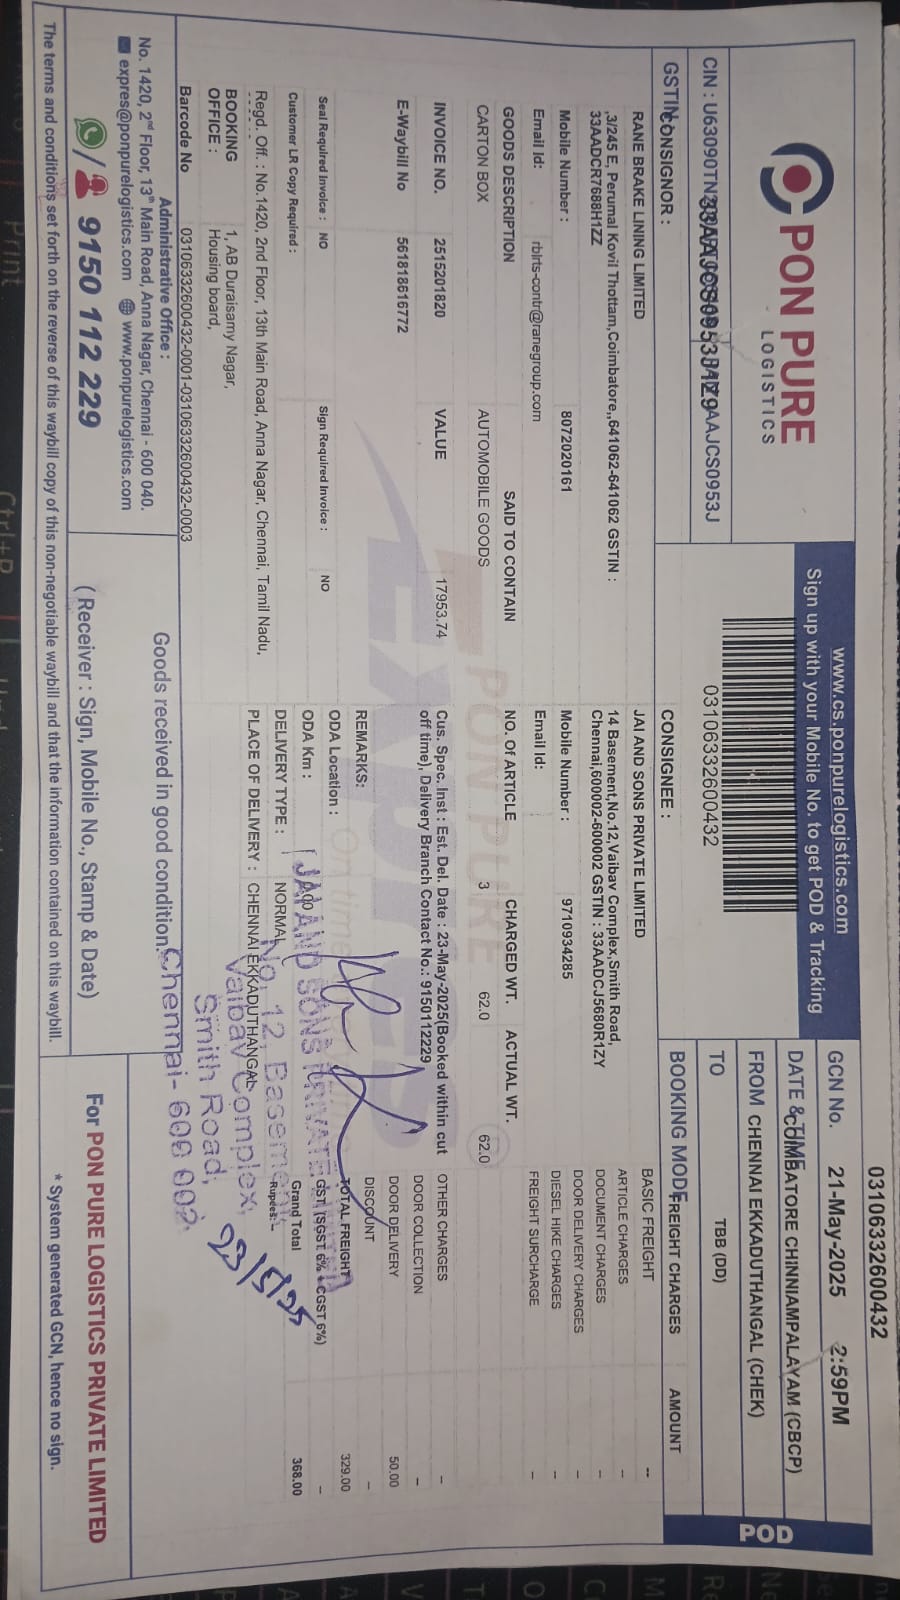 PON PURE
LOGISTICS
CIN : U63090TN
GSTIN
www.cs.ponpurelogistics.com
Sign up with your Mobile No. to get POD & Tracking
03106332600432
03106332600432
GCN No. 21-May-2025 2:59PM
DATE & TIME
COIMBATORE CHINNIAMPALAYAM (CBCP)
FROM CHENNAI EKKADUTHANGAL (CHEK)
TO TBB (DD)
BOOKING MODE
POD
CONSIGNOR :
RANE BRAKE LINING LIMITED
,3/245 E, Perumal Kovil Thottam,Coimbatore,,641062-641062 GSTIN :
33AADCR7688H1ZZ
Mobile Number : 8072020161
Email Id: rblrts-contr@ranegroup.com
CONSIGNEE :
JAI AND SONS PRIVATE LIMITED
14 Basement,No.12,Vaibav Complex,Smith Road,
Chennai,600002-600002 GSTIN : 33AADCJ5680R1ZY
Mobile Number : 9710934285
Email Id:
GOODS DESCRIPTION SAID TO CONTAIN NO. Of ARTICLE CHARGED WT. ACTUAL WT.
CARTON BOX AUTOMOBILE GOODS 3 62.0 62.0
INVOICE NO. 2515201820 VALUE 17953.74
E-Waybill No 561818616772
Cus. Spec. Inst : Est. Del. Date : 23-May-2025(Booked within cut
off time), Delivery Branch Contact No.: 9150112229
REMARKS:
Seal Required Invoice : NO Sign Required Invoice : NO
Customer LR Copy Required :
ODA Location :
ODA Km :
DELIVERY TYPE : NORMAL
PLACE OF DELIVERY : CHENNAI EKKADUTHANGAL
FREIGHT CHARGES AMOUNT
BASIC FREIGHT --
ARTICLE CHARGES –
DOCUMENT CHARGES –
DOOR DELIVERY CHARGES –
DIESEL HIKE CHARGES –
FREIGHT SURCHARGE –
OTHER CHARGES –
DOOR COLLECTION –
DOOR DELIVERY 50.00
DISCOUNT –
TOTAL FREIGHT 329.00
GST (SGST 6% + CGST 6%) –
Grand Total 368.00
Rupees:
Regd. Off. : No.1420, 2nd Floor, 13th Main Road, Anna Nagar, Chennai, Tamil Nadu,
BOOKING OFFICE : 1, AB Duraisamy Nagar,
Housing board,
Barcode No 03106332600432-0001-03106332600432-0003
PON PURE
EXPRESS
JAI AND SONS PRIVATE LIMITED
No. 12, Basement,
Vaibav Complex,
Smith Road,
Chennai - 600 002.
23/5/25
Administrative Office :
No. 1420, 2nd Floor, 13th Main Road, Anna Nagar, Chennai - 600 040.
expres@ponpurelogistics.com www.ponpurelogistics.com
/ 9150 112 229
Goods received in good condition.
( Receiver : Sign, Mobile No., Stamp & Date)
For PON PURE LOGISTICS PRIVATE LIMITED
* System generated GCN, hence no sign.
The terms and conditions set forth on the reverse of this waybill copy of this non-negotiable waybill and that the information contained on this waybill.
Print
Ctrl+P